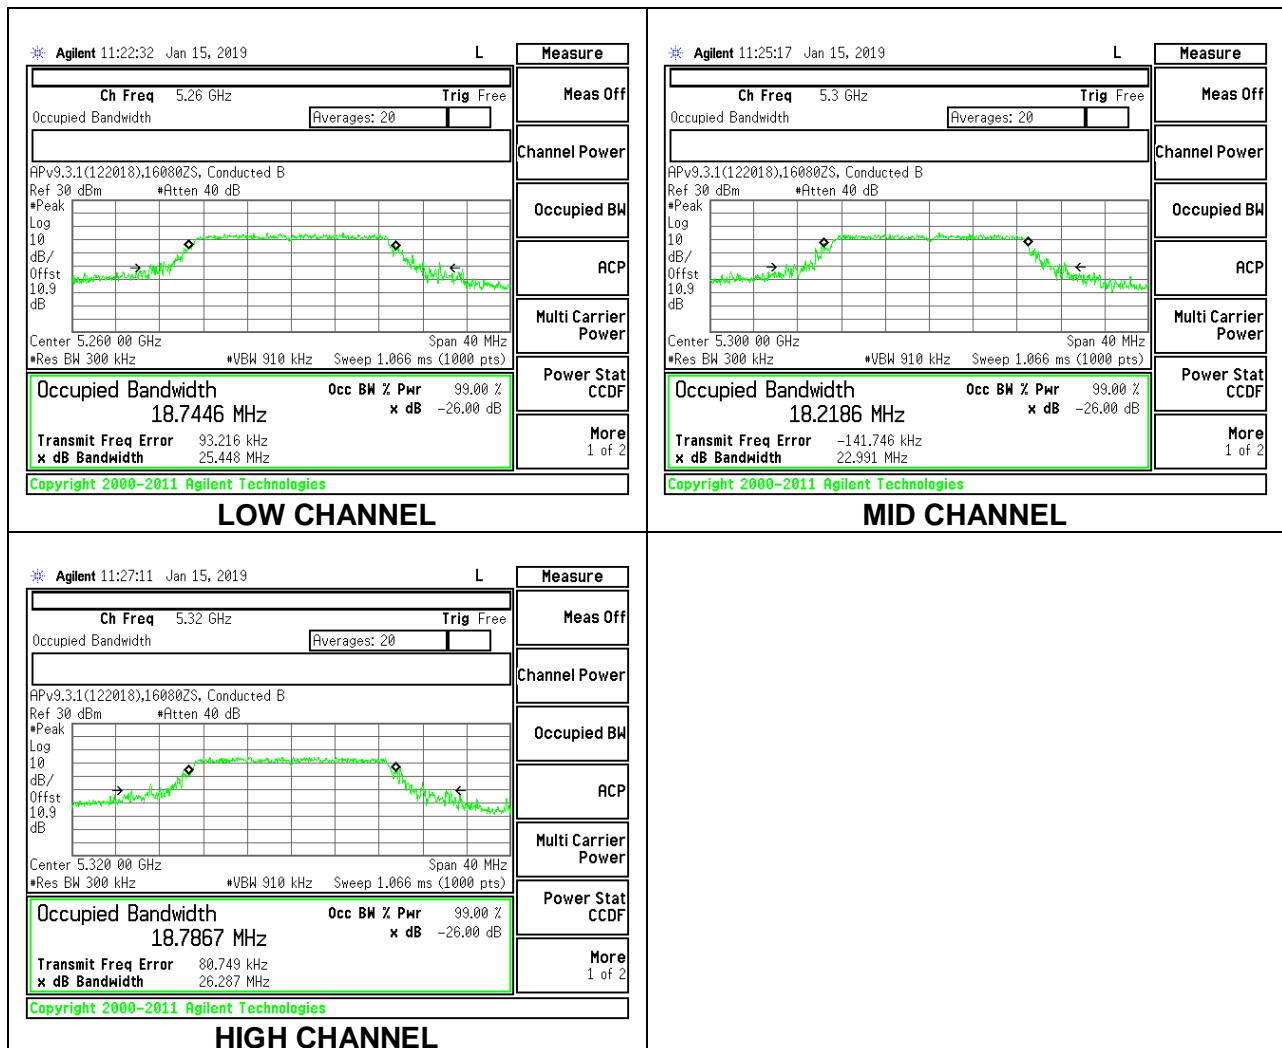 Agilent 11:22:32 Jan 15, 2019 L Measure
Ch Freq 5.26 GHz Trig Free
Occupied Bandwidth Averages: 20
APv9.3.1(122018),16080ZS, Conducted B
Ref 30 dBm #Atten 40 dB
#Peak
Log
10
dB/
Offst
10.9
dB
Center 5.260 00 GHz Span 40 MHz
#Res BW 300 kHz #VBW 910 kHz Sweep 1.066 ms (1000 pts)
Occupied Bandwidth Occ BW % Pwr 99.00 %
18.7446 MHz x dB -26.00 dB
Transmit Freq Error 93.216 kHz
x dB Bandwidth 25.448 MHz
Copyright 2000-2011 Agilent Technologies
Meas Off
Channel Power
Occupied BW
ACP
Multi Carrier
Power
Power Stat
CCDF
More
1 of 2
LOW CHANNEL
Agilent 11:25:17 Jan 15, 2019 L Measure
Ch Freq 5.3 GHz Trig Free
Occupied Bandwidth Averages: 20
APv9.3.1(122018),16080ZS, Conducted B
Ref 30 dBm #Atten 40 dB
#Peak
Log
10
dB/
Offst
10.9
dB
Center 5.300 00 GHz Span 40 MHz
#Res BW 300 kHz #VBW 910 kHz Sweep 1.066 ms (1000 pts)
Occupied Bandwidth Occ BW % Pwr 99.00 %
18.2186 MHz x dB -26.00 dB
Transmit Freq Error -141.746 kHz
x dB Bandwidth 22.991 MHz
Copyright 2000-2011 Agilent Technologies
Meas Off
Channel Power
Occupied BW
ACP
Multi Carrier
Power
Power Stat
CCDF
More
1 of 2
MID CHANNEL
Agilent 11:27:11 Jan 15, 2019 L Measure
Ch Freq 5.32 GHz Trig Free
Occupied Bandwidth Averages: 20
APv9.3.1(122018),16080ZS, Conducted B
Ref 30 dBm #Atten 40 dB
#Peak
Log
10
dB/
Offst
10.9
dB
Center 5.320 00 GHz Span 40 MHz
#Res BW 300 kHz #VBW 910 kHz Sweep 1.066 ms (1000 pts)
Occupied Bandwidth Occ BW % Pwr 99.00 %
18.7867 MHz x dB -26.00 dB
Transmit Freq Error 80.749 kHz
x dB Bandwidth 26.287 MHz
Copyright 2000-2011 Agilent Technologies
Meas Off
Channel Power
Occupied BW
ACP
Multi Carrier
Power
Power Stat
CCDF
More
1 of 2
HIGH CHANNEL